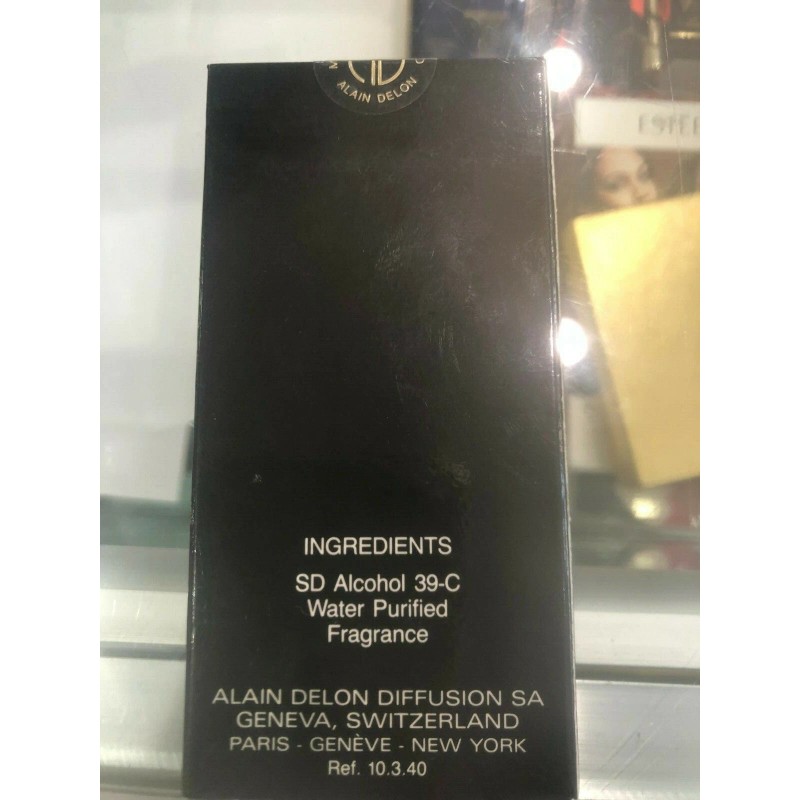 ALAIN DELON
INGREDIENTS
SD Alcohol 39-C
Water Purified
Fragrance
ALAIN DELON DIFFUSION SA
GENEVA, SWITZERLAND
PARIS - GENÈVE - NEW YORK
Ref. 10.3.40